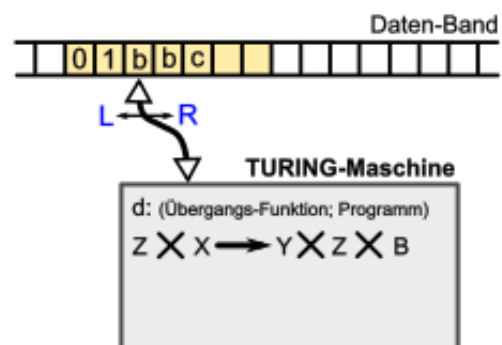 Daten-Band
0 1 b b c
L R
TURING-Maschine
d: (Übergangs-Funktion; Programm)
Z X X → Y X Z X B